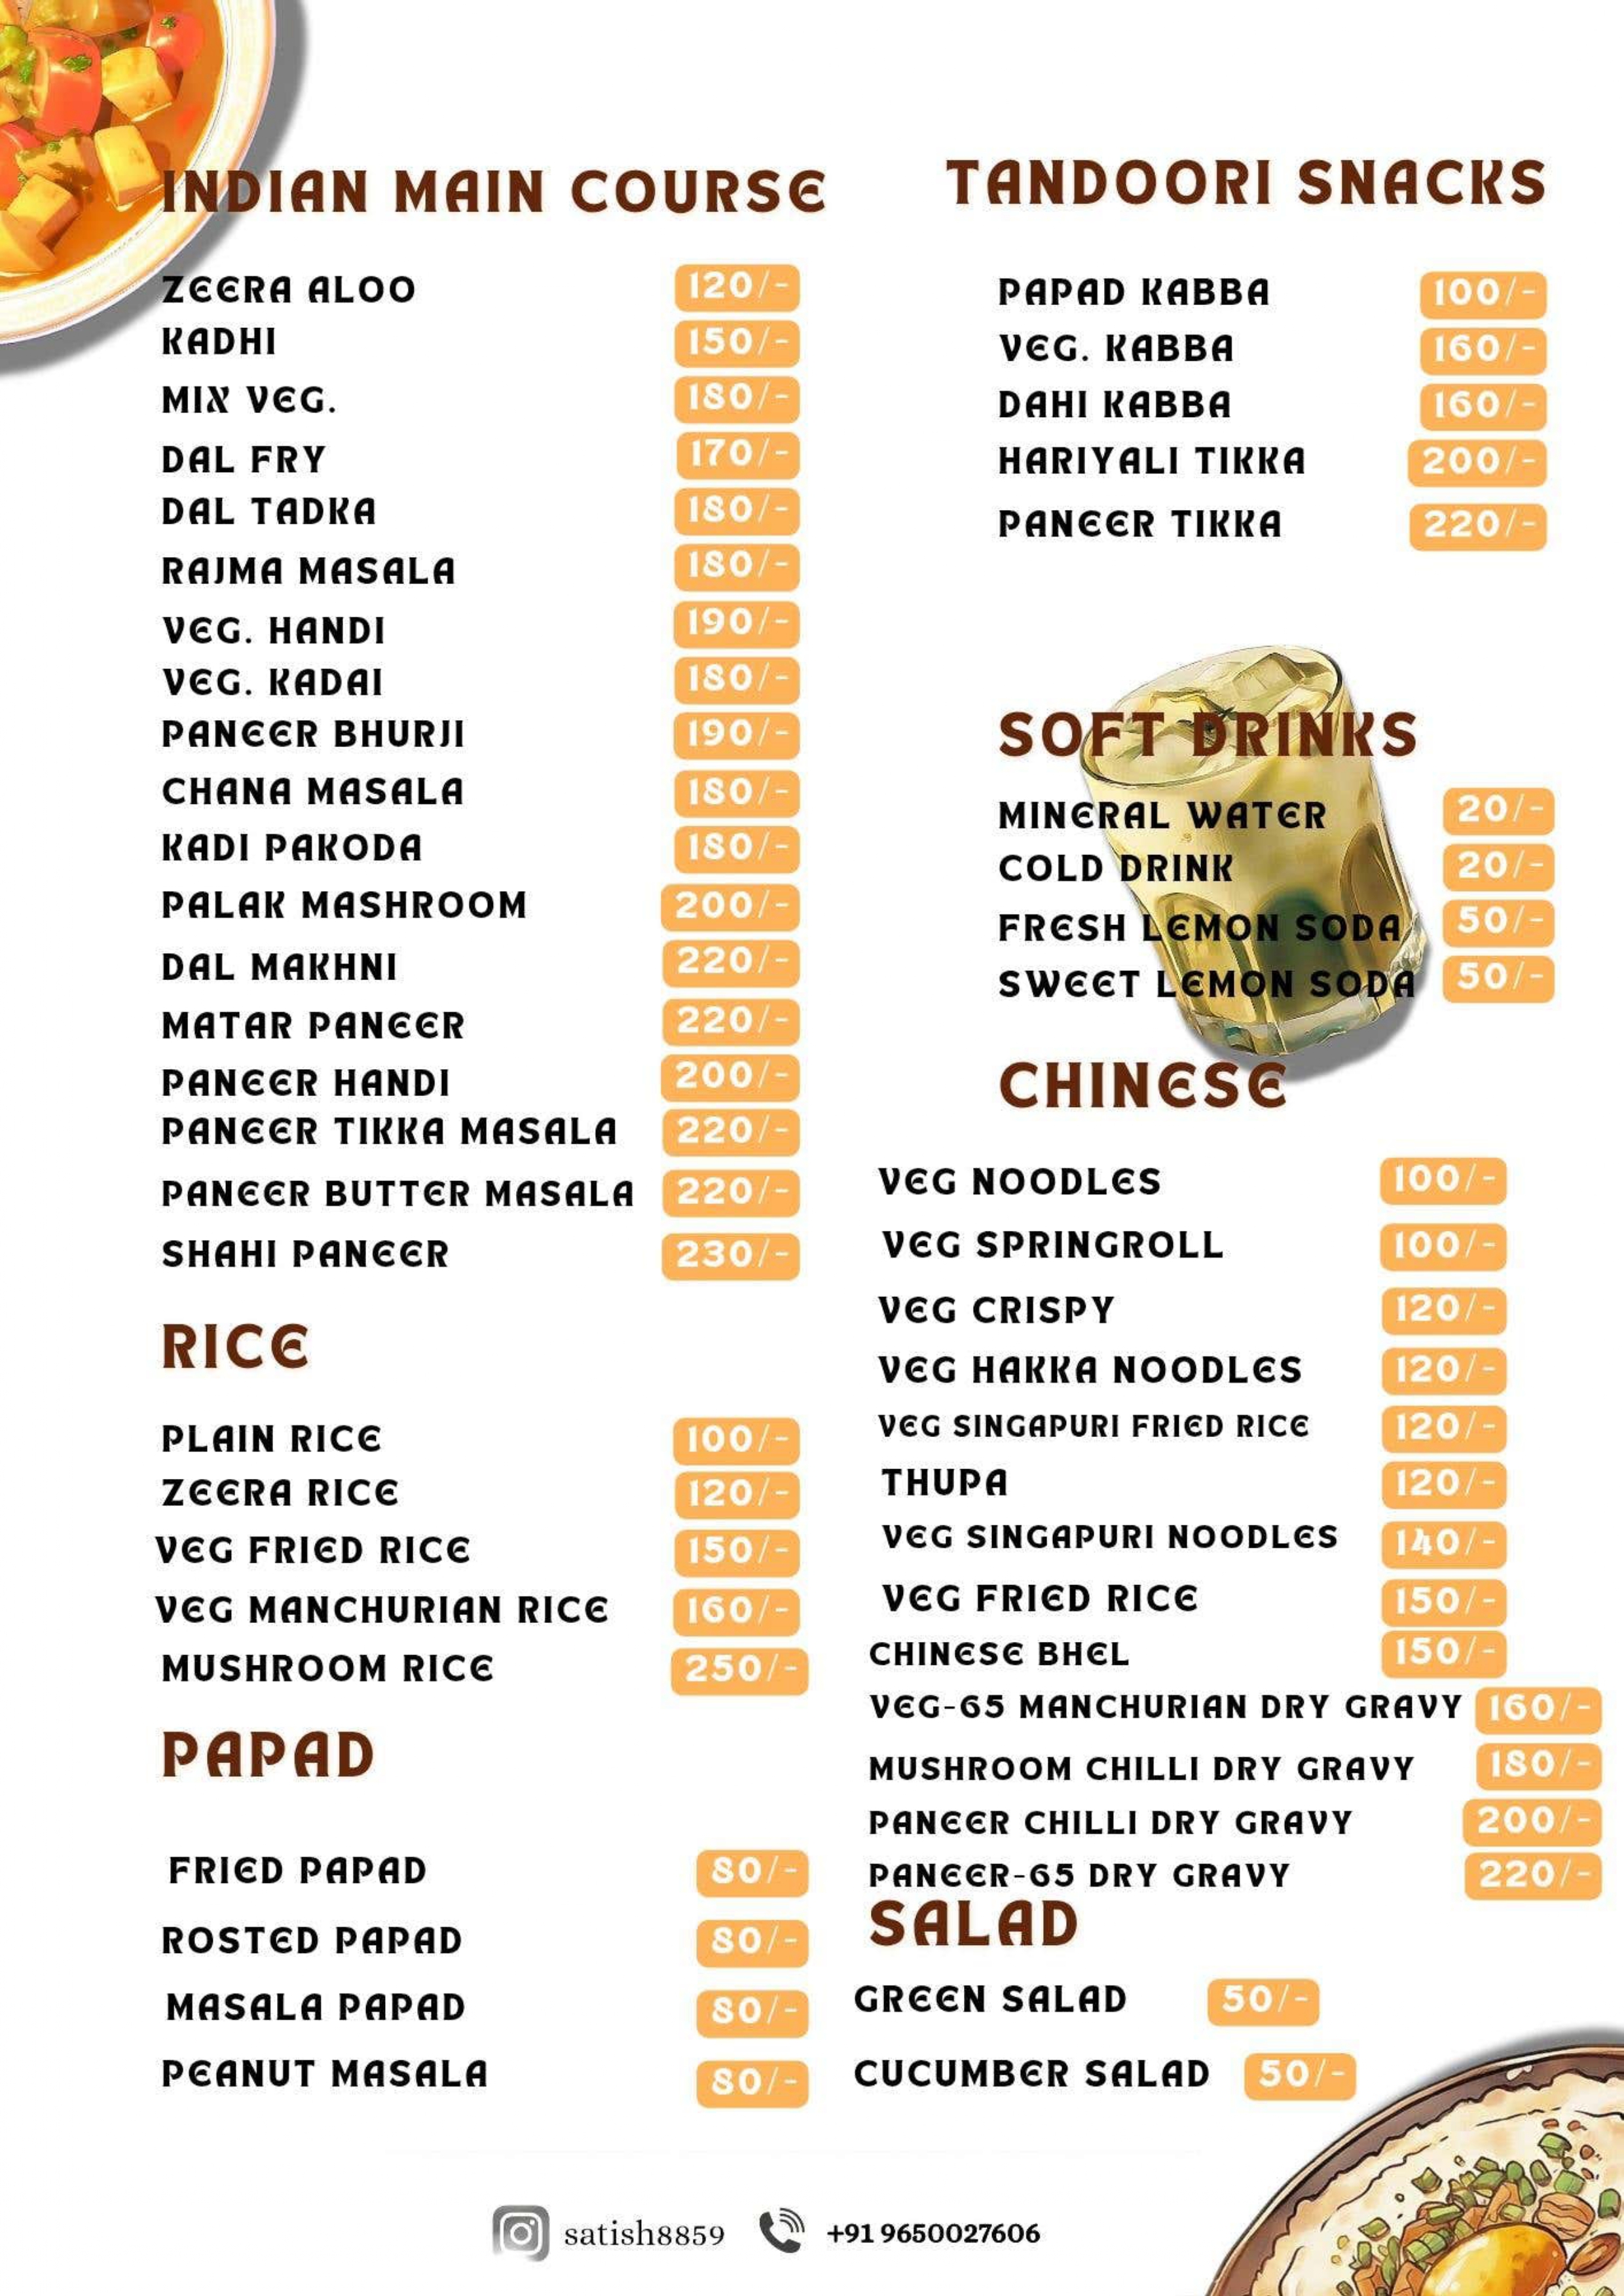 INDIAN MAIN COURSE
ZEERA ALOO 120/-
KADHI 150/-
MIX VEG. 180/-
DAL FRY 170/-
DAL TADKA 180/-
RAJMA MASALA 180/-
VEG. HANDI 190/-
VEG. KADAI 180/-
PANEER BHURJI 190/-
CHANA MASALA 180/-
KADI PAKODA 180/-
PALAK MASHROOM 200/-
DAL MAKHNI 220/-
MATAR PANEER 220/-
PANEER HANDI 200/-
PANEER TIKKA MASALA 220/-
PANEER BUTTER MASALA 220/-
SHAHI PANEER 230/-
RICE
PLAIN RICE 100/-
ZEERA RICE 120/-
VEG FRIED RICE 150/-
VEG MANCHURIAN RICE 160/-
MUSHROOM RICE 250/-
PAPAD
FRIED PAPAD 80/-
ROSTED PAPAD 80/-
MASALA PAPAD 80/-
PEANUT MASALA 80/-
TANDOORI SNACKS
PAPAD KABBA 100/-
VEG. KABBA 160/-
DAHI KABBA 160/-
HARIYALI TIKKA 200/-
PANEER TIKKA 220/-
SOFT DRINKS
MINERAL WATER 20/-
COLD DRINK 20/-
FRESH LEMON SODA 50/-
SWEET LEMON SODA 50/-
CHINESE
VEG NOODLES 100/-
VEG SPRINGROLL 100/-
VEG CRISPY 120/-
VEG HAKKA NOODLES 120/-
VEG SINGAPURI FRIED RICE 120/-
THUPA 120/-
VEG SINGAPURI NOODLES 140/-
VEG FRIED RICE 150/-
CHINESE BHEL 150/-
VEG-65 MANCHURIAN DRY GRAVY 160/-
MUSHROOM CHILLI DRY GRAVY 180/-
PANEER CHILLI DRY GRAVY 200/-
PANEER-65 DRY GRAVY 220/-
SALAD
GREEN SALAD 50/-
CUCUMBER SALAD 50/-
satish8859 +91 9650027606